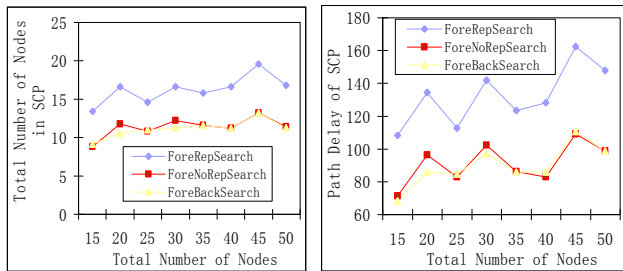 Total Number of Nodes
in SCP
25
20
15
10
5
0
ForeRepSearch
ForeNoRepSearch
ForeBackSearch
15 20 25 30 35 40 45 50
Total Number of Nodes
Path Delay of SCP
180
160
140
120
100
80
60
ForeRepSearch
ForeNoRepSearch
ForeBackSearch
15 20 25 30 35 40 45 50
Total Number of Nodes